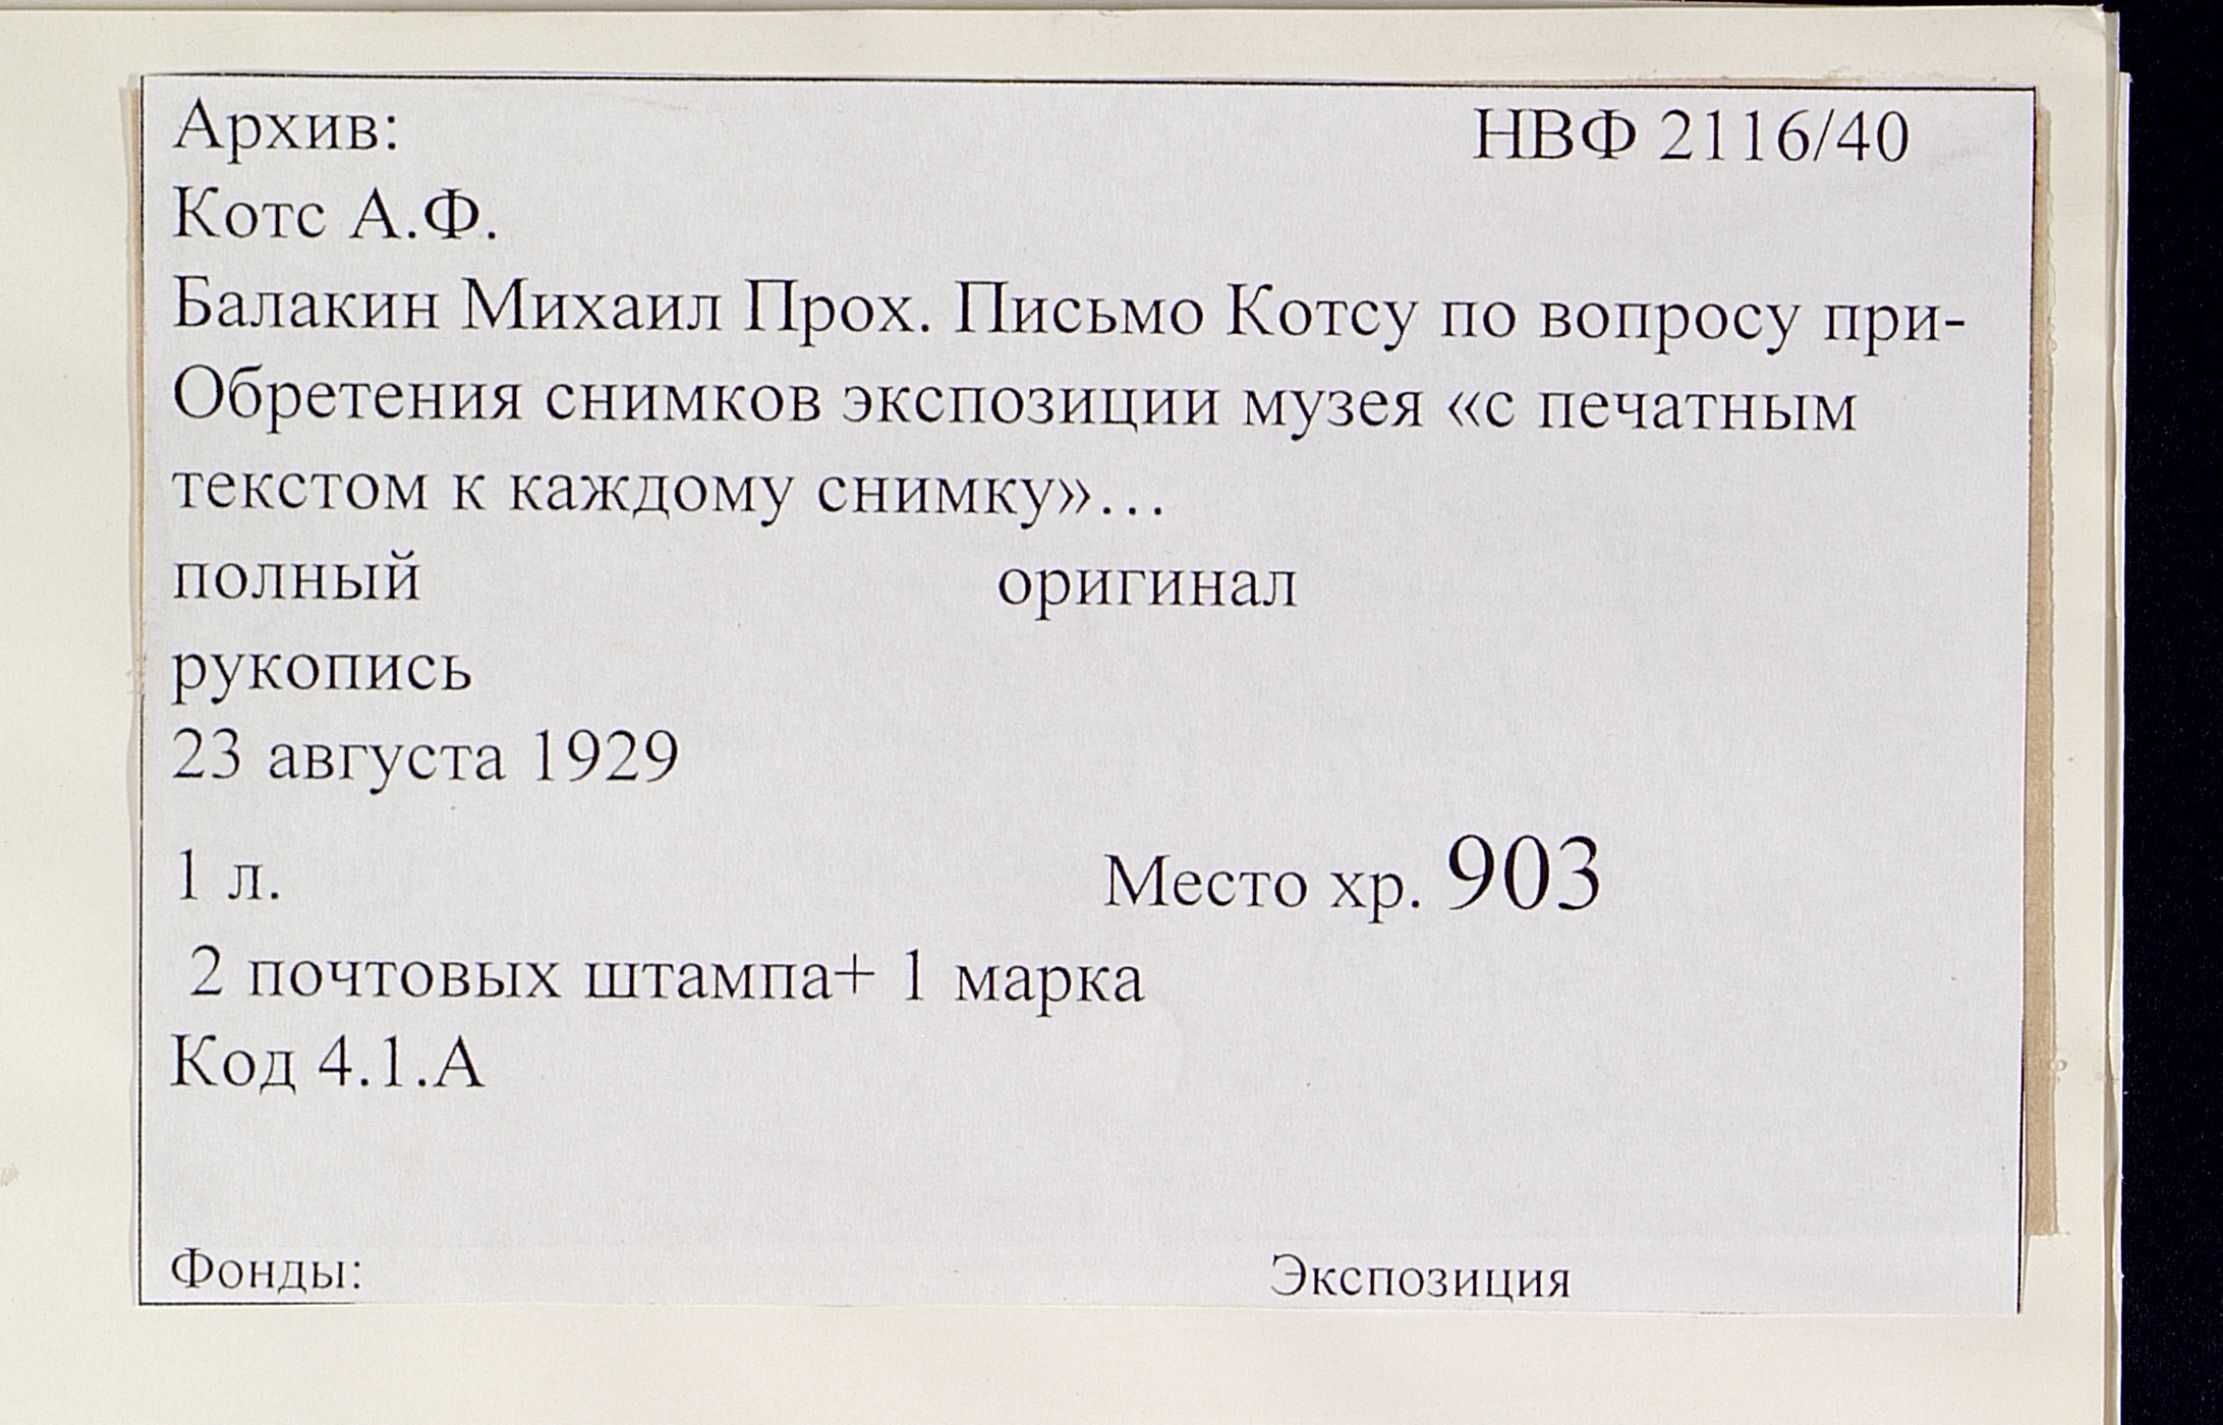 Архив: НВФ 2116/40
Котс А.Ф.
Балакин Михаил Прох. Письмо Котсу по вопросу при-
Обретения снимков экспозиции музея «с печатным
текстом к каждому снимку»...
полный оригинал
рукопись
23 августа 1929
1 л. Место хр. 903
2 почтовых штампа+ 1 марка
Код 4.1.А
Фонды: Экспозиция